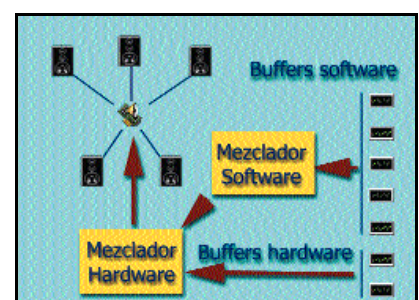 Buffers software
Mezclador
Software
Mezclador
Hardware
Buffers hardware